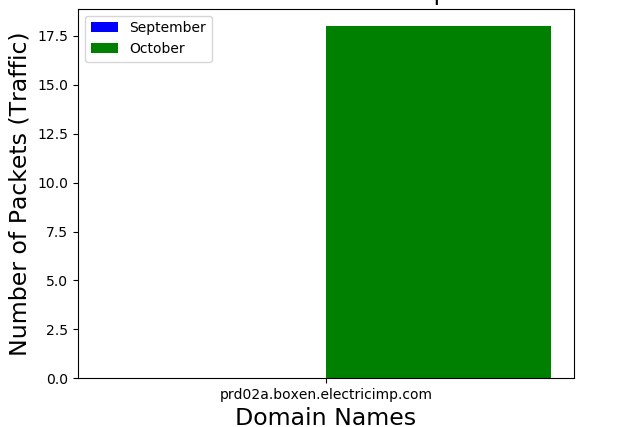 September
October
Number of Packets (Traffic)
17.5
15.0
12.5
10.0
7.5
5.0
2.5
0.0
prd02a.boxen.electricimp.com
Domain Names